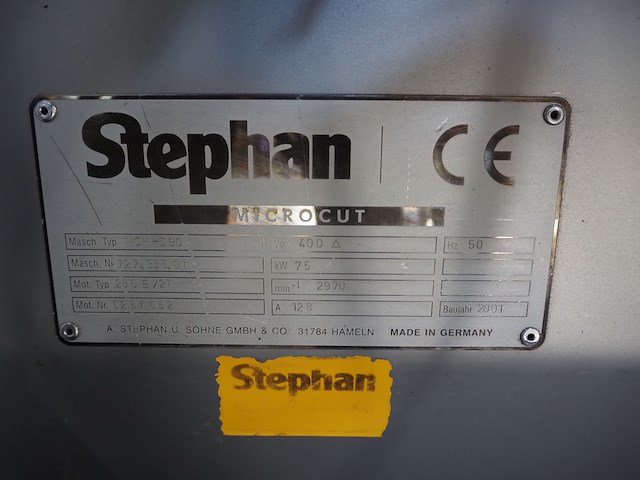 Stephan CE
MICROCUT
Masch. Typ Volt 400 Δ Hz 50
Masch. Nr. kW 75
Mot. Typ min⁻¹ 2970
Mot. Nr. A 128 Baujahr 2001
A. STEPHAN U. SÖHNE GMBH & CO. 31784 HAMELN MADE IN GERMANY
Stephan